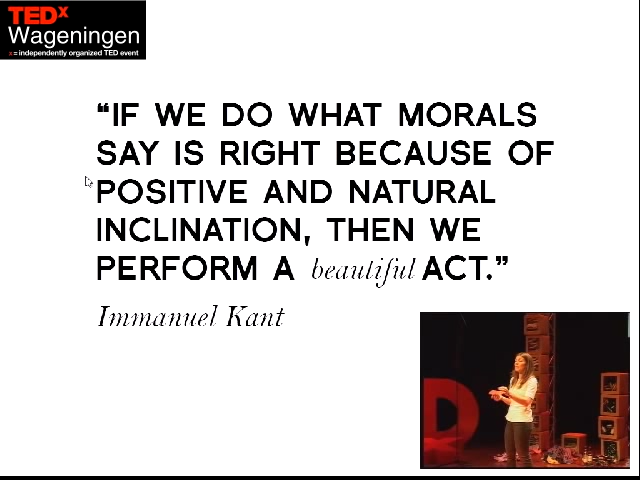 TEDx
Wageningen
x = independently organized TED event
“IF WE DO WHAT MORALS
SAY IS RIGHT BECAUSE OF
POSITIVE AND NATURAL
INCLINATION, THEN WE
PERFORM A beautiful ACT.”
Immanuel Kant
D